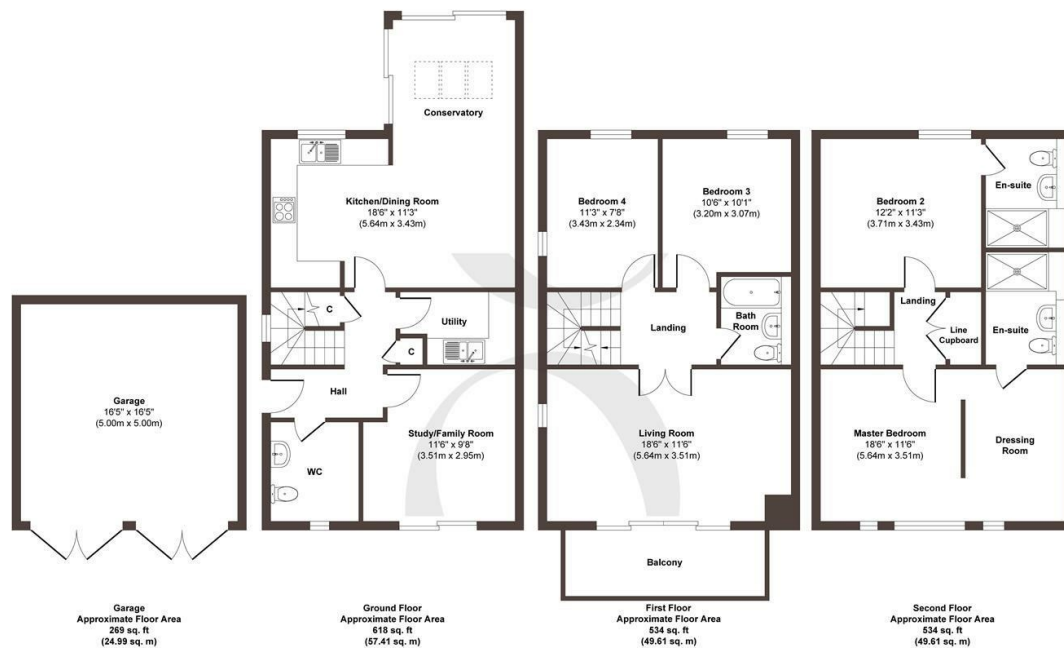 Conservatory
Kitchen/Dining Room
18'6" x 11'3"
(5.64m x 3.43m)
C
Utility
C
Hall
Study/Family Room
11'6" x 9'8"
(3.51m x 2.95m)
WC
Garage
16'5" x 16'5"
(5.00m x 5.00m)
Bedroom 4
11'3" x 7'8"
(3.43m x 2.34m)
Bedroom 3
10'6" x 10'1"
(3.20m x 3.07m)
Landing
Bath
Room
Living Room
18'6" x 11'6"
(5.64m x 3.51m)
Balcony
Bedroom 2
12'2" x 11'3"
(3.71m x 3.43m)
En-suite
Landing
Line
Cupboard
En-suite
Master Bedroom
18'6" x 11'6"
(5.64m x 3.51m)
Dressing
Room
Garage
Approximate Floor Area
269 sq. ft
(24.99 sq. m)
Ground Floor
Approximate Floor Area
618 sq. ft
(57.41 sq. m)
First Floor
Approximate Floor Area
534 sq. ft
(49.61 sq. m)
Second Floor
Approximate Floor Area
534 sq. ft
(49.61 sq. m)